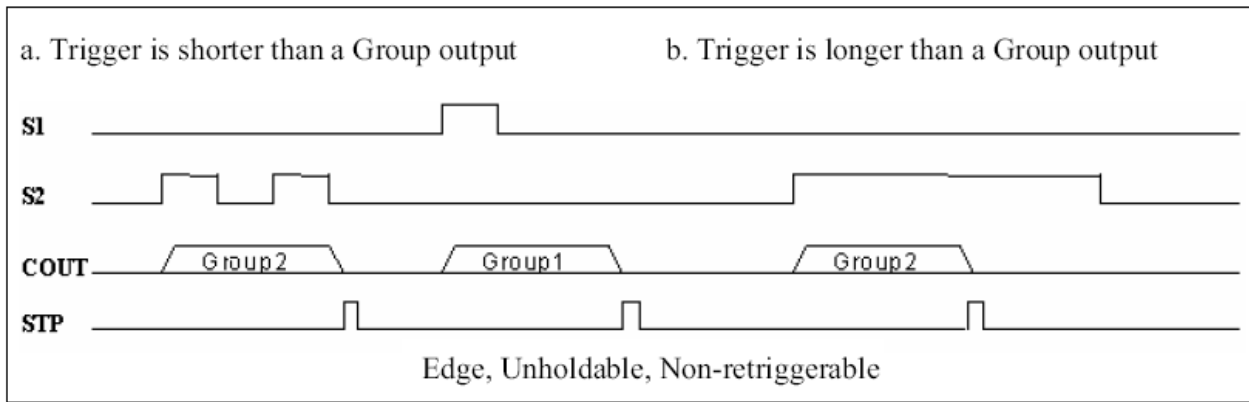 a. Trigger is shorter than a Group output
b. Trigger is longer than a Group output
S1
S2
COUT
Group2
Group1
Group2
STP
Edge, Unholdable, Non-retriggerable